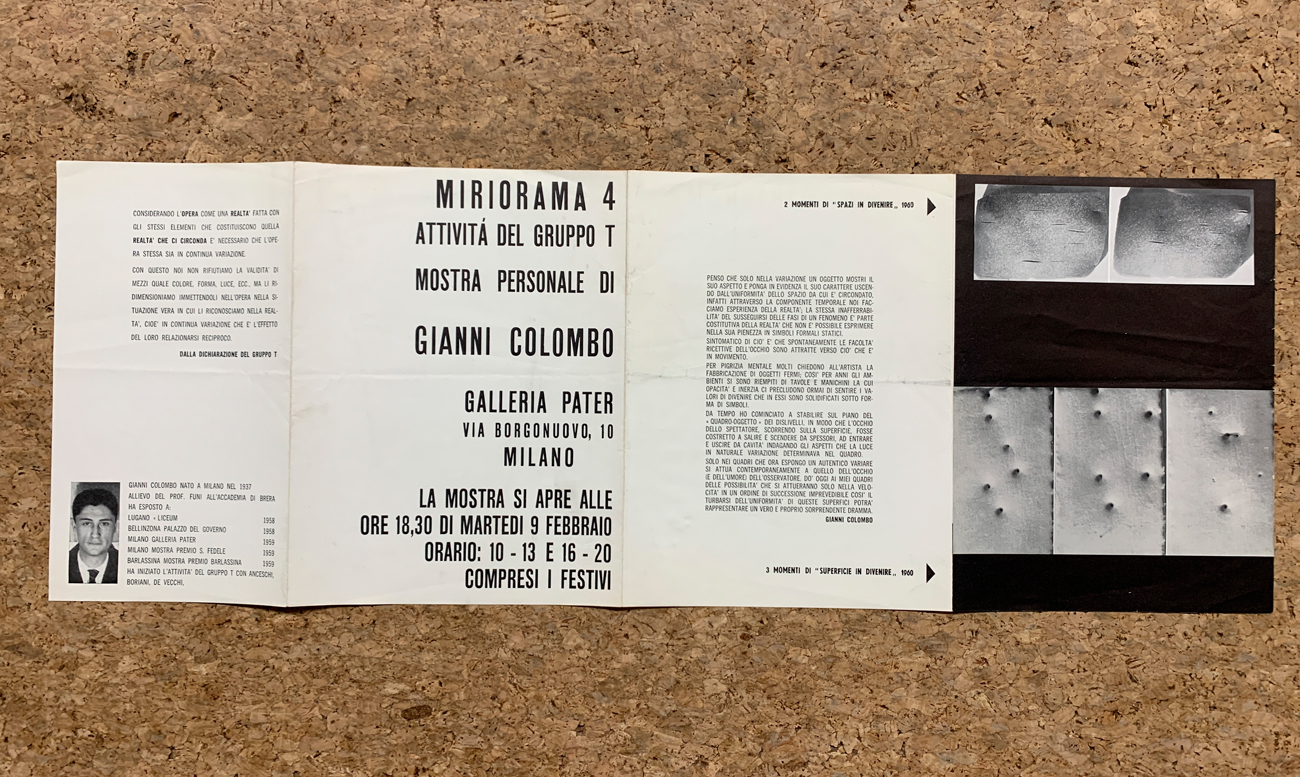 CONSIDERANDO L'OPERA COME UNA REALTA' FATTA CON
GLI STESSI ELEMENTI CHE COSTITUISCONO QUELLA
REALTA' CHE CI CIRCONDA E' NECESSARIO CHE L'OPE-
RA STESSA SIA IN CONTINUA VARIAZIONE.
CON QUESTO NOI NON RIFIUTIAMO LA VALIDITA' DI
MEZZI QUALE COLORE, FORMA, LUCE, ECC., MA LI RI-
DIMENSIONIAMO IMMETTENDOLI NELL'OPERA NELLA SI-
TUAZIONE VERA IN CUI LI RICONOSCIAMO NELLA REAL-
TA', CIOE' IN CONTINUA VARIAZIONE CHE E' L'EFFETTO
DEL LORO RELAZIONARSI RECIPROCO.
DALLA DICHIARAZIONE DEL GRUPPO T
GIANNI COLOMBO NATO A MILANO NEL 1937
ALLIEVO DEL PROF. FUNI ALL'ACCADEMIA DI BRERA
HA ESPOSTO A:
LUGANO « LICEUM 1958
BELLINZONA PALAZZO DEL GOVERNO 1958
MILANO GALLERIA PATER 1959
MILANO MOSTRA PREMIO S. FEDELE 1959
BARLASSINA MOSTRA PREMIO BARLASSINA 1959
HA INIZIATO L'ATTIVITA' DEL GRUPPO T CON ANCESCHI,
BORIANI, DE VECCHI.
MIRIORAMA 4
ATTIVITÁ DEL GRUPPO T
MOSTRA PERSONALE DI
GIANNI COLOMBO
GALLERIA PATER
VIA BORGONUOVO, 10
MILANO
LA MOSTRA SI APRE ALLE
ORE 18,30 DI MARTEDI 9 FEBBRAIO
ORARIO: 10 - 13 E 16 - 20
COMPRESI I FESTIVI
2 MOMENTI DI "SPAZI IN DIVENIRE„ 1960
PENSO CHE SOLO NELLA VARIAZIONE UN OGGETTO MOSTRI IL
SUO ASPETTO E PONGA IN EVIDENZA IL SUO CARATTERE USCEN-
DO DALL'UNIFORMITA' DELLO SPAZIO DA CUI E' CIRCONDATO,
INFATTI ATTRAVERSO LA COMPONENTE TEMPORALE NOI FAC-
CIAMO ESPERIENZA DELLA REALTA'; LA STESSA INAFFERRABI-
LITA' DEL SUSSEGUIRSI DELLE FASI DI UN FENOMENO E' PARTE
COSTITUTIVA DELLA REALTA' CHE NON E' POSSIBILE ESPRIMERE
NELLA SUA PIENEZZA IN SIMBOLI FORMALI STATICI.
SINTOMATICO DI CIO' E' CHE SPONTANEAMENTE LE FACOLTA'
RICETTIVE DELL'OCCHIO SONO ATTRATTE VERSO CIO' CHE E'
IN MOVIMENTO.
PER PIGRIZIA MENTALE MOLTI CHIEDONO ALL'ARTISTA LA
FABBRICAZIONE DI OGGETTI FERMI; COSI' PER ANNI GLI AM-
BIENTI SI SONO RIEMPITI DI TAVOLE E MANICHINI LA CUI
OPACITA' E INERZIA CI PRECLUDONO ORMAI DI SENTIRE I VA-
LORI DI DIVENIRE CHE IN ESSI SONO SOLIDIFICATI SOTTO FOR-
MA DI SIMBOLI.
DA TEMPO HO COMINCIATO A STABILIRE SUL PIANO DEL
«QUADRO-OGGETTO» DEI DISLIVELLI. IN MODO CHE L'OCCHIO
DELLO SPETTATORE, SCORRENDO SULLA SUPERFICIE, FOSSE
COSTRETTO A SALIRE E SCENDERE DA SPESSORI, AD ENTRARE
E USCIRE DA CAVITA' INDAGANDO GLI ASPETTI CHE LA LUCE
IN NATURALE VARIAZIONE DETERMINAVA NEL QUADRO.
SOLO NEI QUADRI CHE ORA ESPONGO UN AUTENTICO VARIARE
SI ATTUA CONTEMPORANEAMENTE A QUELLO DELL'OCCHIO
(E DELL'UMORE) DELL'OSSERVATORE, DO' OGGI AI MIEI QUADRI
DELLE POSSIBILITA' CHE SI ATTUERANNO SOLO NELLA VELO-
CITA' IN UN ORDINE DI SUCCESSIONE IMPREVEDIBILE COSI' IL
TURBARSI DELL'UNIFORMITA' DI QUESTE SUPERFICI POTRA'
RAPPRESENTARE UN VERO E PROPRIO SORPRENDENTE DRAMMA.
GIANNI COLOMBO
3 MOMENTI DI "SUPERFICIE IN DIVENIRE„ 1960